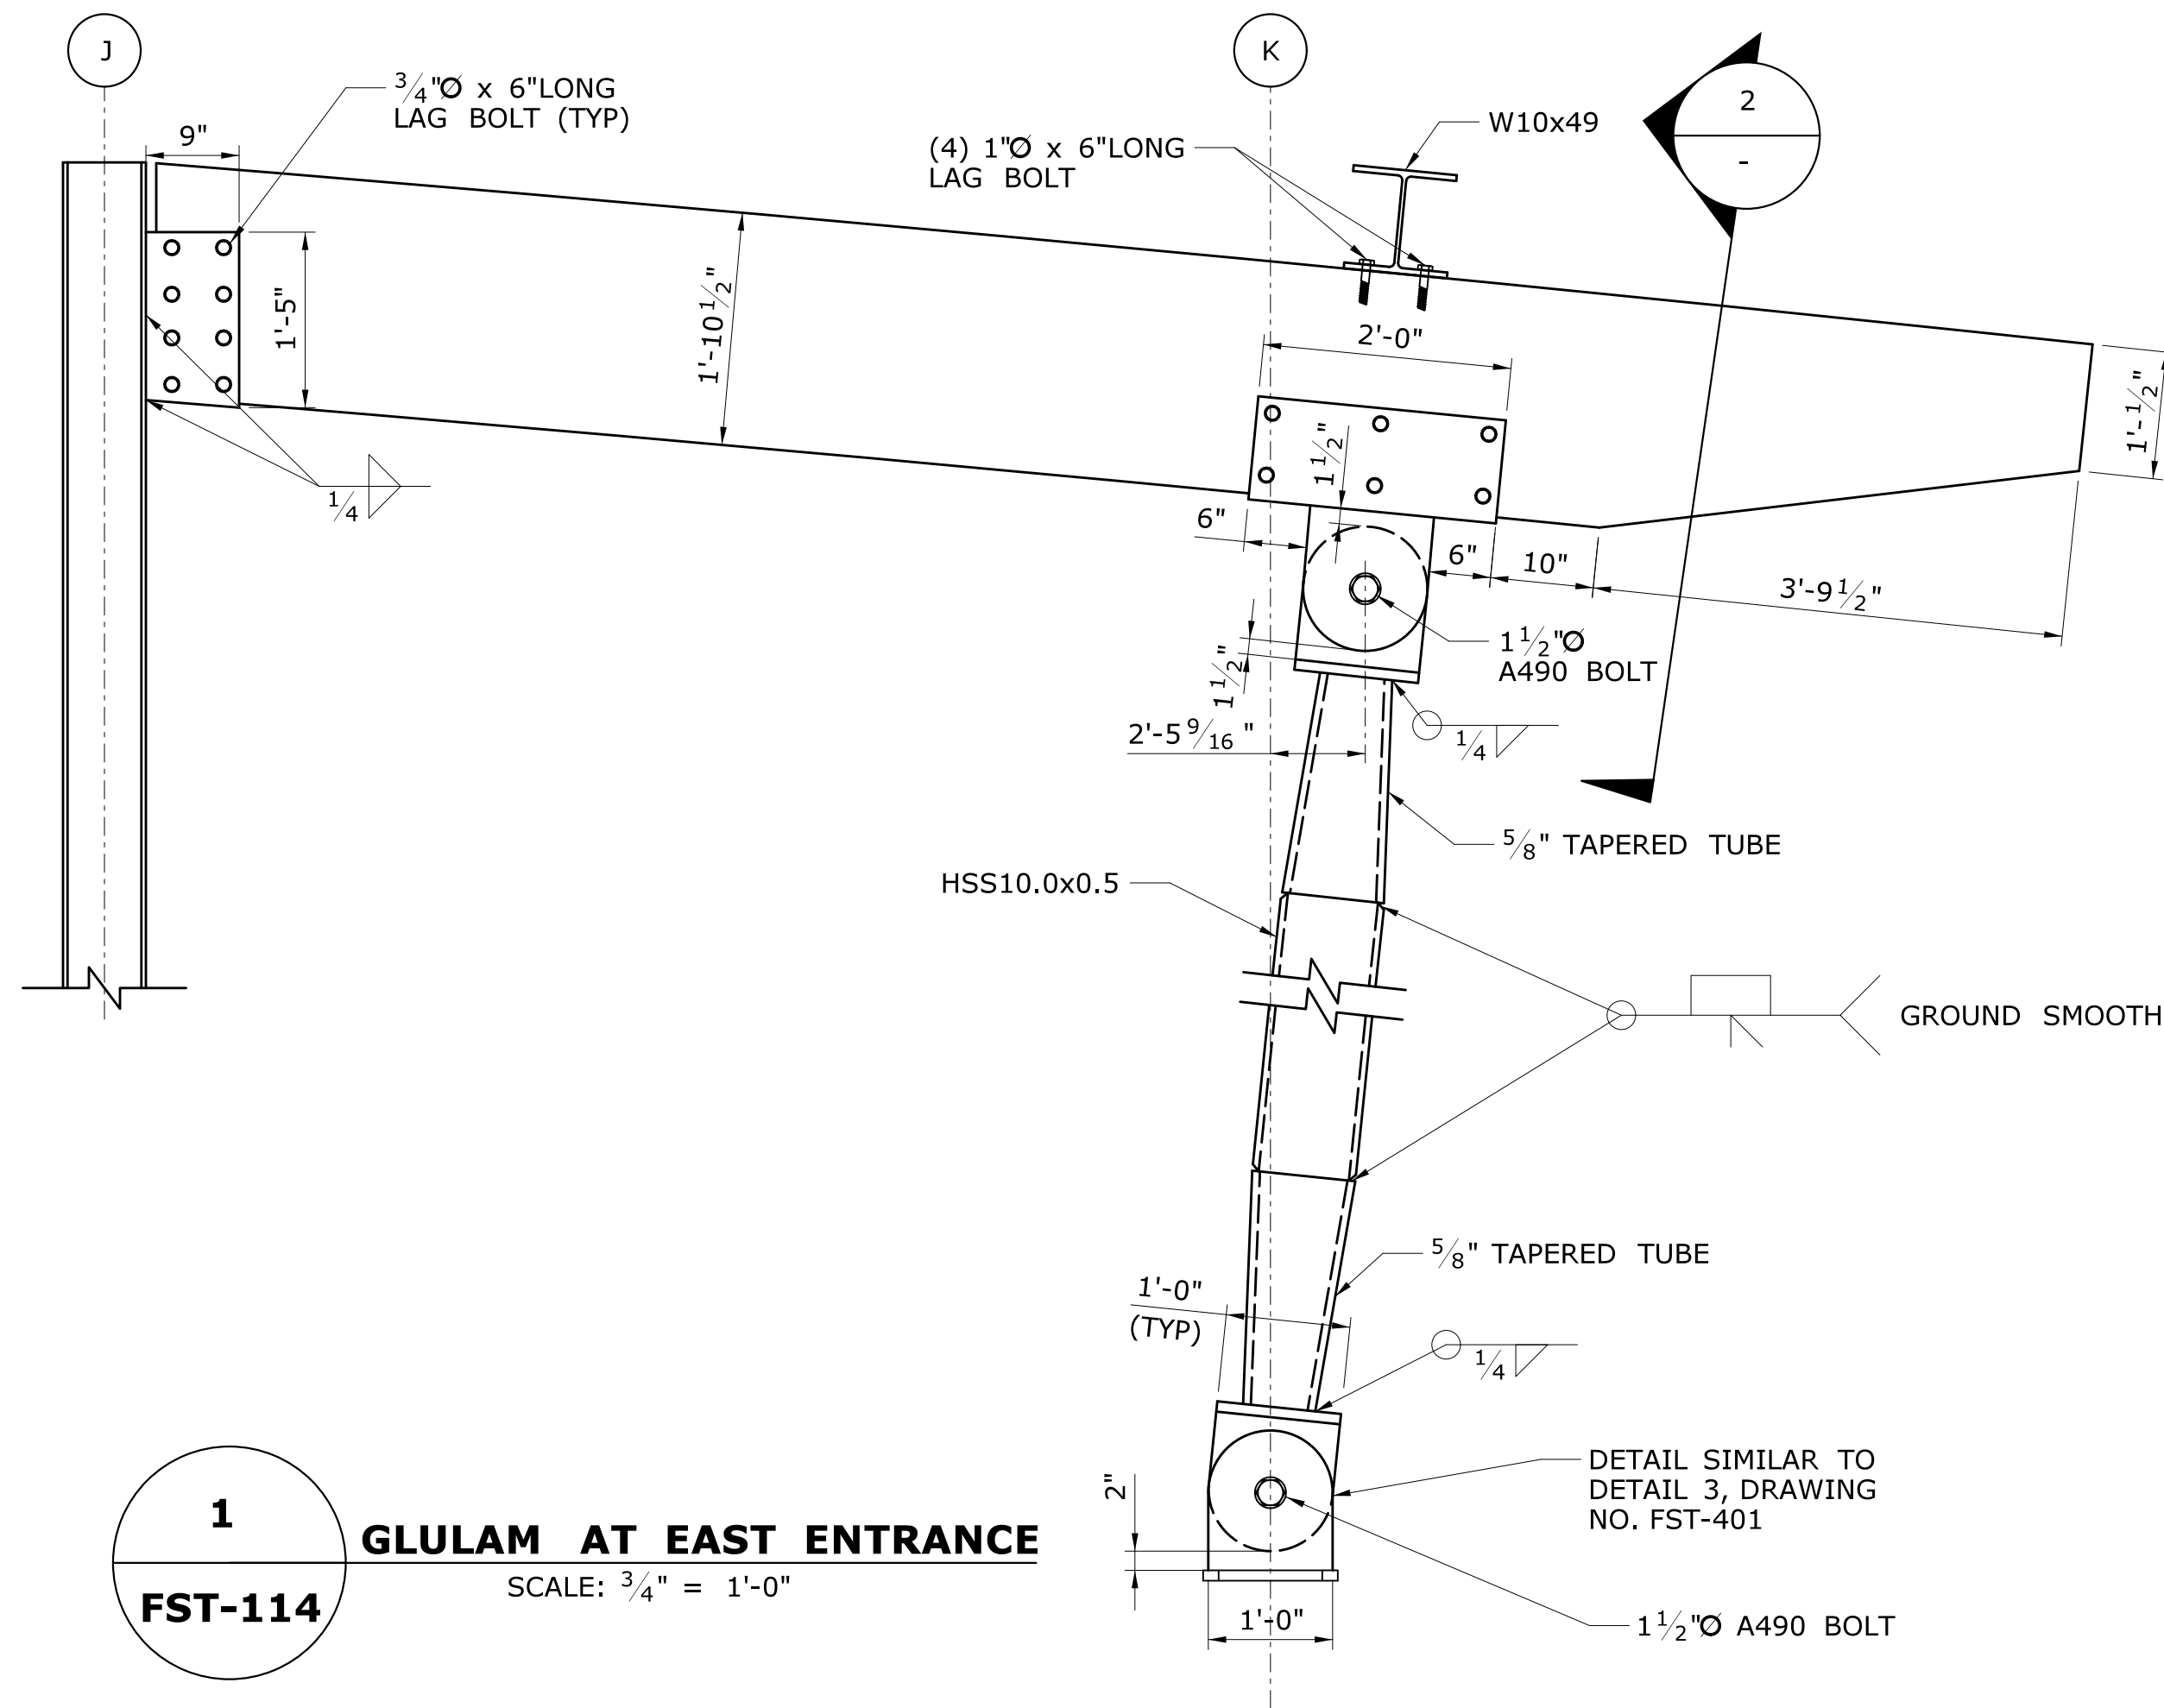 J
K
3/4"Ø x 6"LONG
LAG BOLT (TYP)
9"
(4) 1"Ø x 6"LONG
LAG BOLT
W10x49
2
-
1'-5"
1'-10 1/2"
2'-0"
1'-1/2"
1 1/2"
1/4
6"
6"
10"
3'-9 1/2"
1 1/2"Ø
A490 BOLT
1 1/2"
2'-5 9/16"
1/4
5/8" TAPERED TUBE
HSS10.0x0.5
GROUND SMOOTH
5/8" TAPERED TUBE
1'-0"
(TYP)
1/4
DETAIL SIMILAR TO
DETAIL 3, DRAWING
NO. FST-401
2"
1'-0"
1 1/2"Ø A490 BOLT
1
FST-114
GLULAM AT EAST ENTRANCE
SCALE: 3/4" = 1'-0"